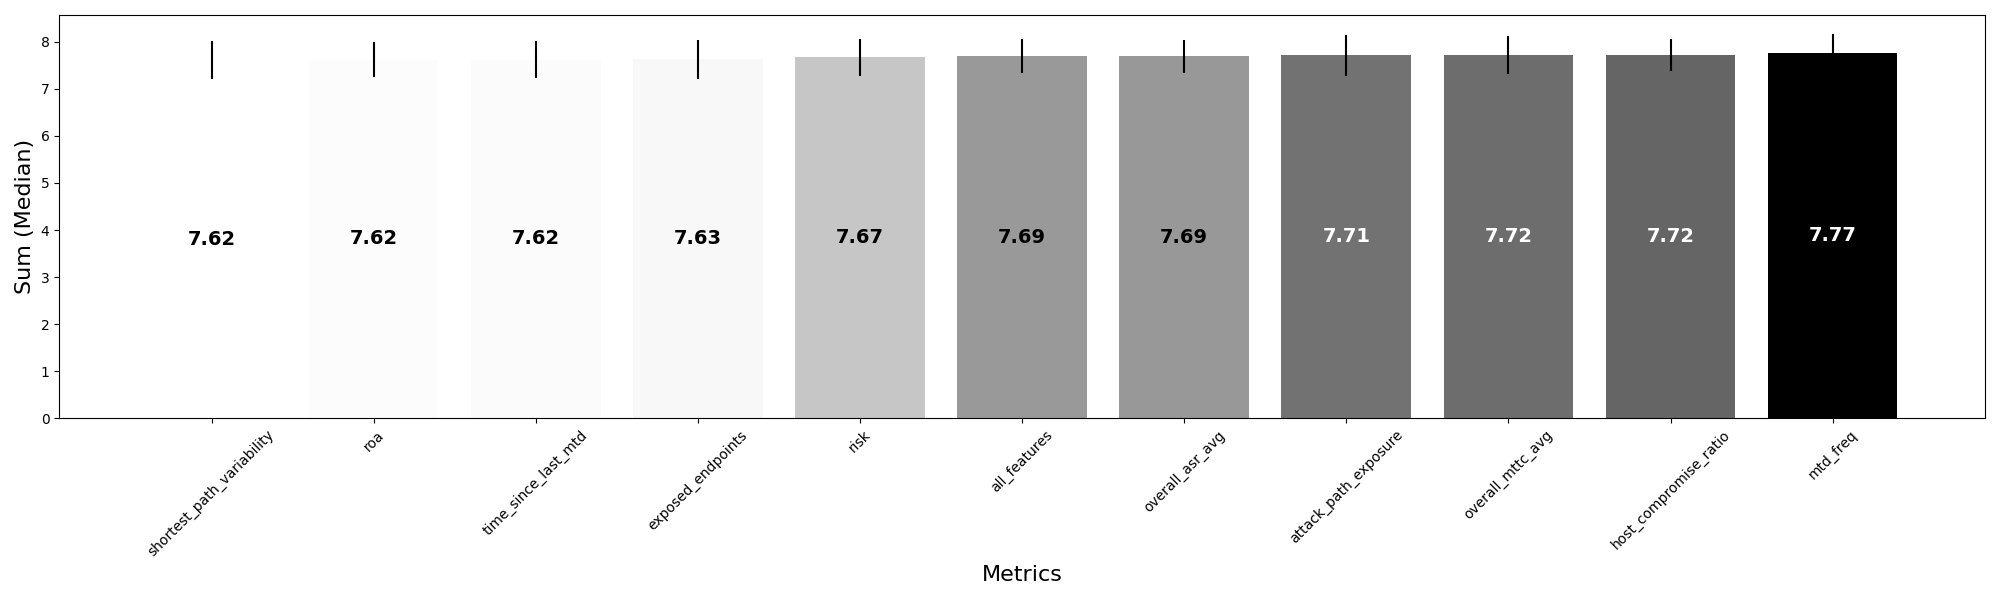 Sum (Median)
8
7
6
5
4
3
2
1
0
7.62
7.62
7.62
7.63
7.67
7.69
7.69
7.71
7.72
7.72
7.77
shortest_path_variability
roa
time_since_last_mtd
exposed_endpoints
risk
all_features
overall_asr_avg
attack_path_exposure
overall_mttc_avg
host_compromise_ratio
mtd_freq
Metrics